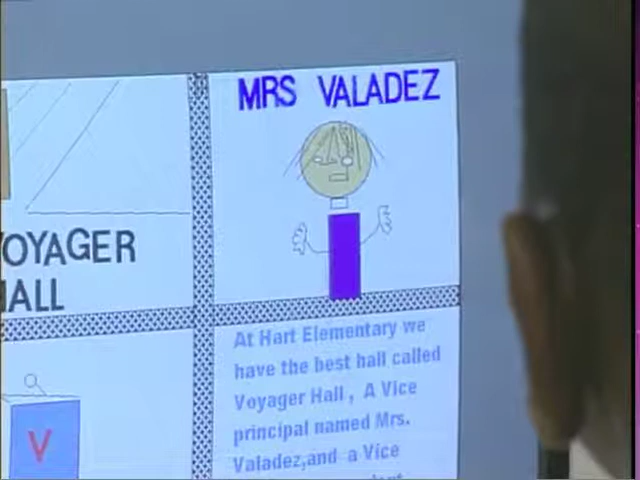 MRS VALADEZ
OYAGER
ALL
At Hart Elementary we
have the best hall called
Voyager Hall , A Vice
principal named Mrs.
Valadez,and a Vice
V